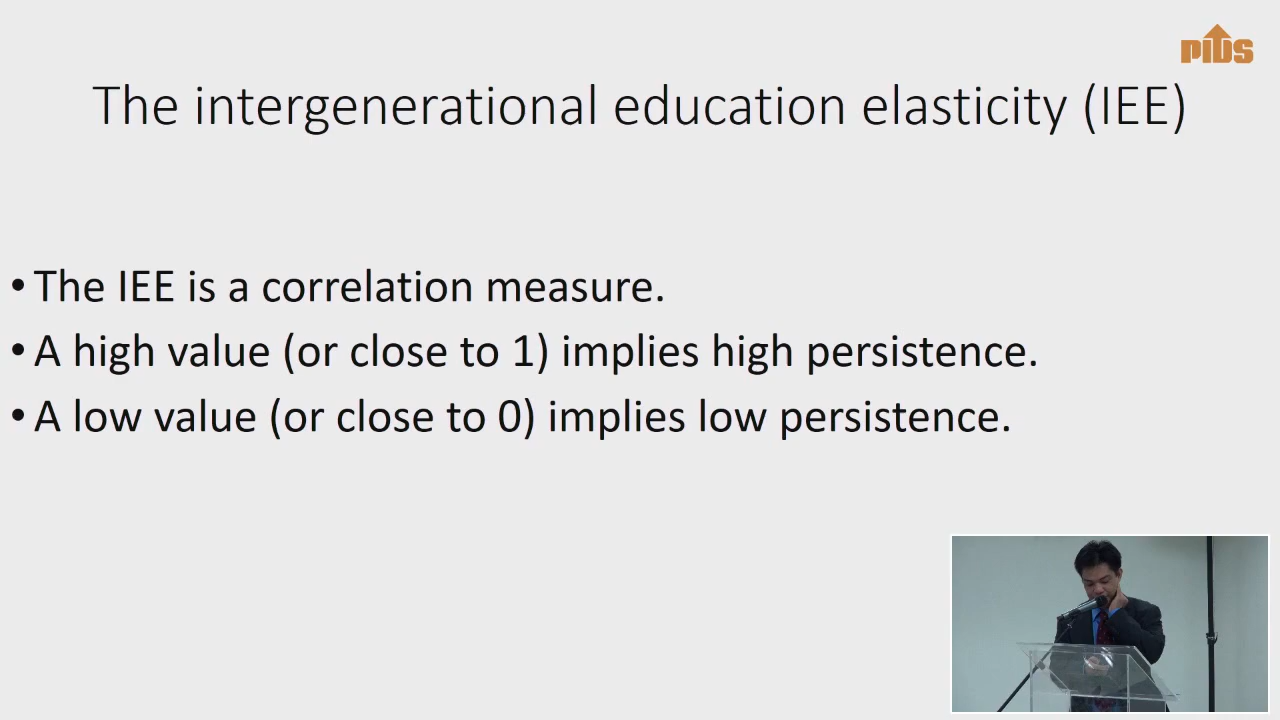 PIDS
The intergenerational education elasticity (IEE)
• The IEE is a correlation measure.
• A high value (or close to 1) implies high persistence.
• A low value (or close to 0) implies low persistence.